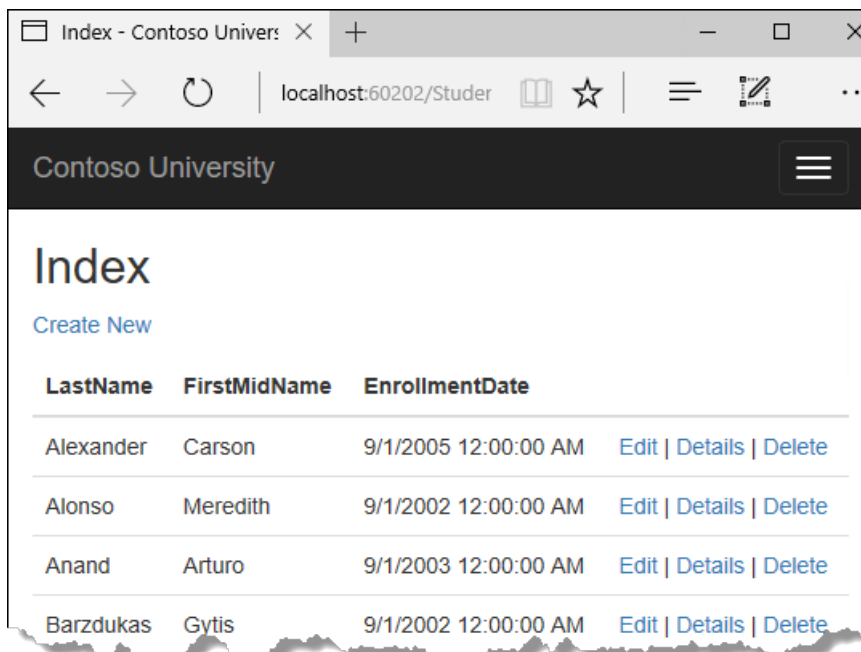 Index - Contoso Univers
localhost:60202/Studer
Contoso University
Index
Create New
LastName FirstMidName EnrollmentDate
Alexander Carson 9/1/2005 12:00:00 AM Edit | Details | Delete
Alonso Meredith 9/1/2002 12:00:00 AM Edit | Details | Delete
Anand Arturo 9/1/2003 12:00:00 AM Edit | Details | Delete
Barzdukas Gytis 9/1/2002 12:00:00 AM Edit | Details | Delete